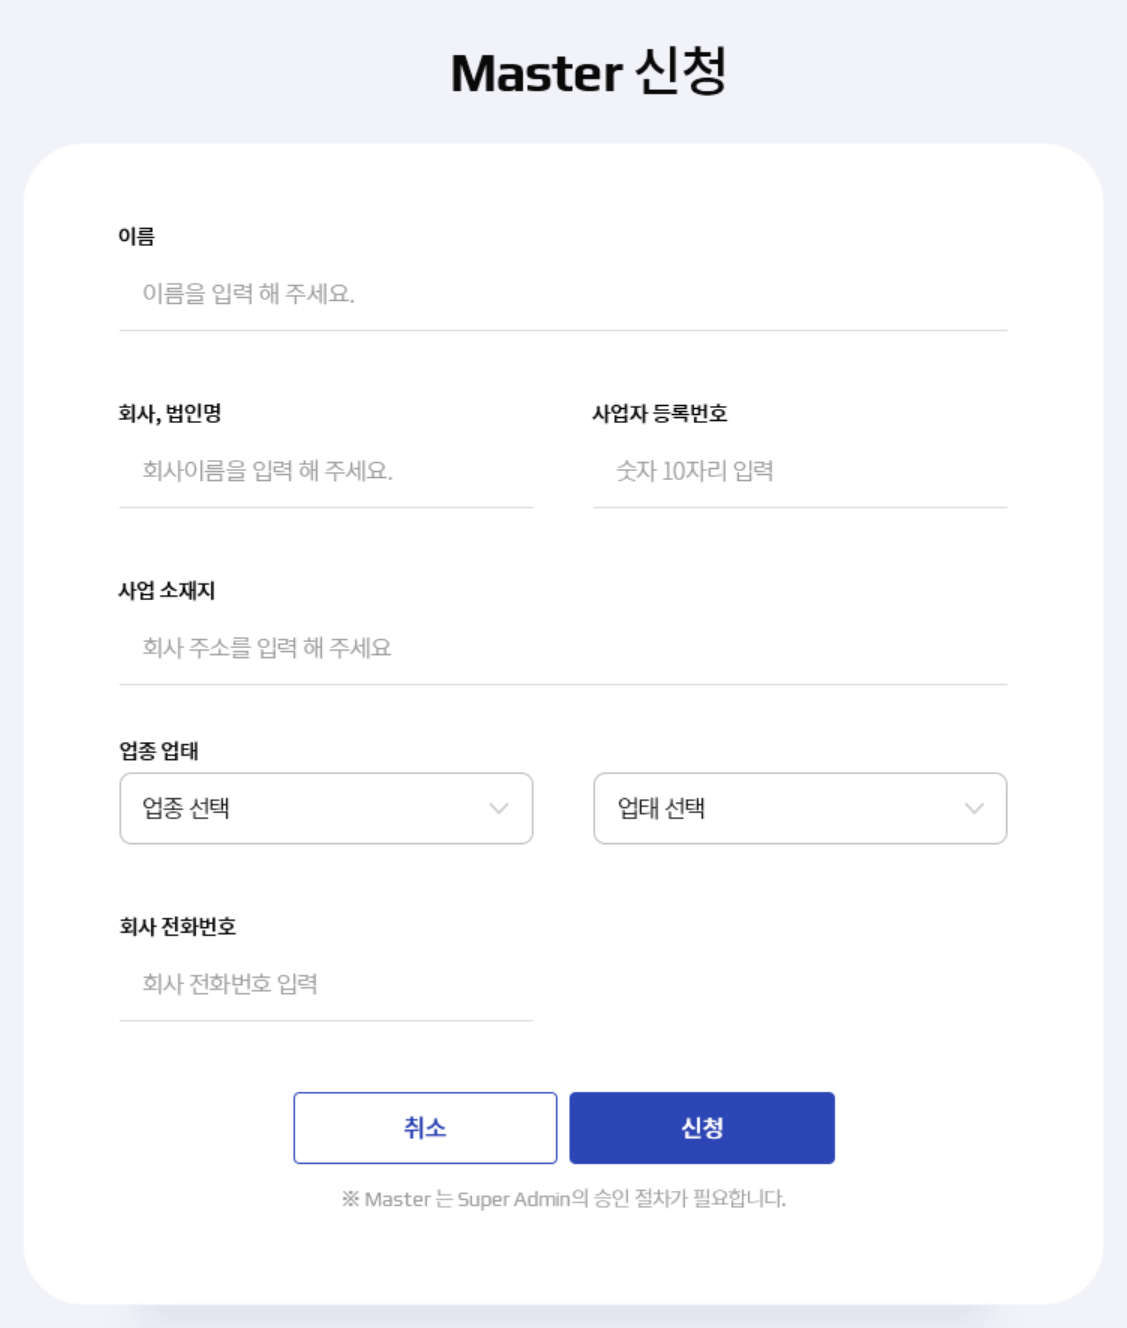 Master 신청
이름
이름을 입력 해 주세요.
회사, 법인명
사업자 등록번호
회사이름을 입력 해 주세요.
숫자 10자리 입력
사업 소재지
회사 주소를 입력 해 주세요
업종 업태
업종 선택
업태 선택
회사 전화번호
회사 전화번호 입력
취소
신청
※ Master 는 Super Admin의 승인 절차가 필요합니다.